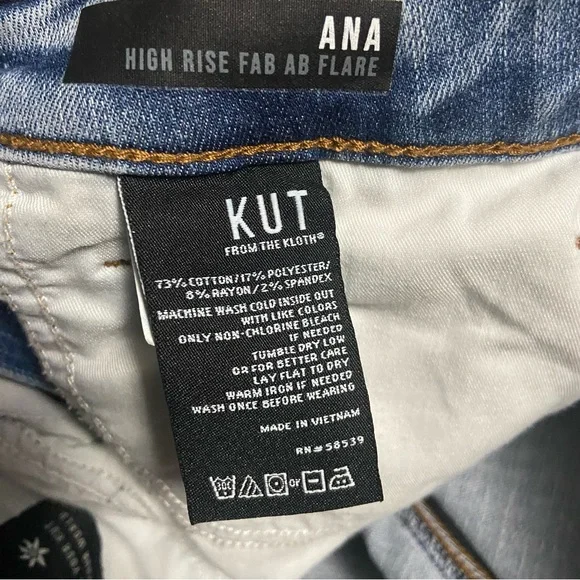 ANA
HIGH RISE FAB AB FLARE
KUT
FROM THE KLOTH®
73% COTTON/17% POLYESTER/
8% RAYON/2% SPANDEX
MACHINE WASH COLD INSIDE OUT
WITH LIKE COLORS
ONLY NON-CHLORINE BLEACH
IF NEEDED
TUMBLE DRY LOW
OR FOR BETTER CARE
LAY FLAT TO DRY
WARM IRON IF NEEDED
WASH ONCE BEFORE WEARING
MADE IN VIETNAM
RN# 58539
30C
OF